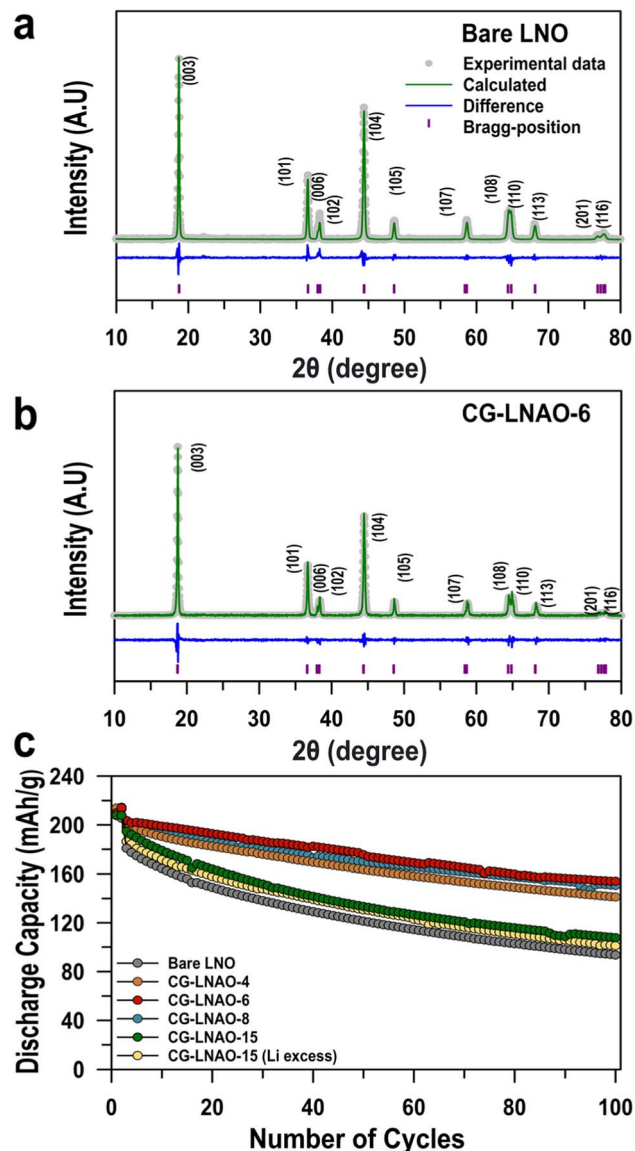 a
Bare LNO
Experimental data
Calculated
Difference
Bragg-position
(003)
(101)
(006)
(102)
(104)
(105)
(107)
(108)
(110)
(113)
(201)
(116)
Intensity (A.U)
10 20 30 40 50 60 70 80
2θ (degree)
b
CG-LNAO-6
(003)
(101)
(006)
(102)
(104)
(105)
(107)
(108)
(110)
(113)
(201)
(116)
Intensity (A.U)
10 20 30 40 50 60 70 80
2θ (degree)
c
Discharge Capacity (mAh/g)
240
200
160
120
80
40
0
Bare LNO
CG-LNAO-4
CG-LNAO-6
CG-LNAO-8
CG-LNAO-15
CG-LNAO-15 (Li excess)
0 20 40 60 80 100
Number of Cycles